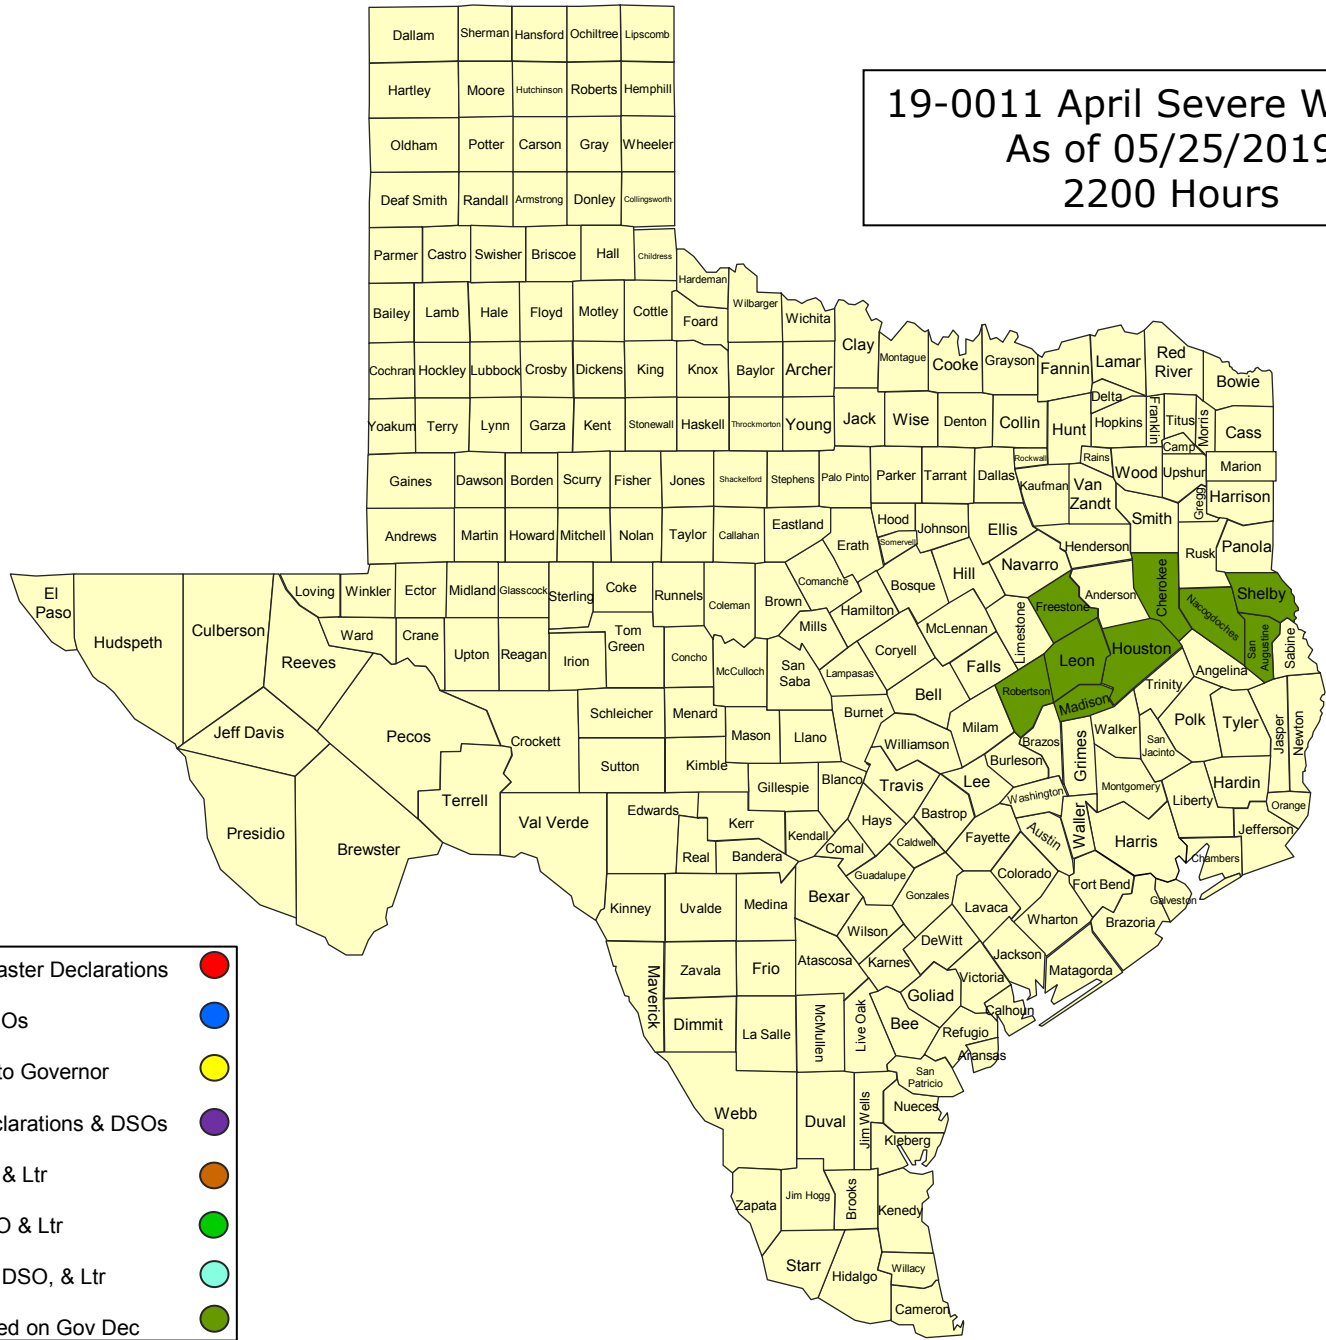 Dallam Sherman Hansford Ochiltree Lipscomb
Hartley Moore Hutchinson Roberts Hemphill
19-0011 April Severe W
As of 05/25/2019
2200 Hours
Oldham Potter Carson Gray Wheeler
Deaf Smith Randall Armstrong Donley Collingsworth
Parmer Castro Swisher Briscoe Hall Childress
Hardeman
Bailey Lamb Hale Floyd Motley Cottle Foard Wilbarger Wichita
Clay Montague Cooke Grayson Fannin Lamar Red
River Bowie
Cochran Hockley Lubbock Crosby Dickens King Knox Baylor Archer
Delta
Yoakum Terry Lynn Garza Kent Stonewall Haskell Throckmorton Young Jack Wise Denton Collin Hunt Hopkins Franklin Titus Morris Cass
Camp
Rockwall Rains
Gaines Dawson Borden Scurry Fisher Jones Shackelford Stephens Palo Pinto Parker Tarrant Dallas Kaufman Van
Zandt Wood Upshur Gregg Marion
Harrison
Andrews Martin Howard Mitchell Nolan Taylor Callahan Eastland Erath Hood Somervell Johnson Ellis Henderson Smith Rusk Panola
El
Paso Hudspeth Culberson Loving Winkler Ector Midland Glasscock Sterling Coke Runnels Coleman Brown Comanche Hamilton Bosque Hill Navarro Freestone Anderson Cherokee Nacogdoches Shelby
Reeves Ward Crane Upton Reagan Irion Tom
Green Concho McCulloch San
Saba Mills Lampasas Coryell McLennan Falls Limestone Leon Houston Angelina San
Augustine Sabine
Jeff Davis Pecos Crockett Schleicher Menard Mason Llano Burnet Bell Milam Robertson Madison Trinity Polk Tyler Jasper Newton
Presidio Brewster Terrell Sutton Kimble Gillespie Blanco Williamson Travis Lee Burleson Brazos Grimes Walker San
Jacinto Hardin
Val Verde Edwards Kerr Kendall Hays Bastrop Washington Waller Montgomery Liberty Orange
Real Bandera Comal Caldwell Fayette Austin Harris Jefferson
Chambers
Kinney Uvalde Medina Bexar Guadalupe Gonzales Colorado Fort Bend Galveston
Lavaca Wharton Brazoria
Maverick Zavala Frio Atascosa Wilson Karnes DeWitt Jackson Matagorda
Victoria
Dimmit La Salle McMullen Live Oak Bee Goliad Calhoun
Refugio
Aransas
San
Patricio
Webb Duval Jim Wells Nueces
Kleberg
Zapata Jim Hogg Brooks Kenedy
Starr Hidalgo Willacy
Cameron
aster Declarations
Os
to Governor
clarations & DSOs
& Ltr
O & Ltr
DSO, & Ltr
ed on Gov Dec